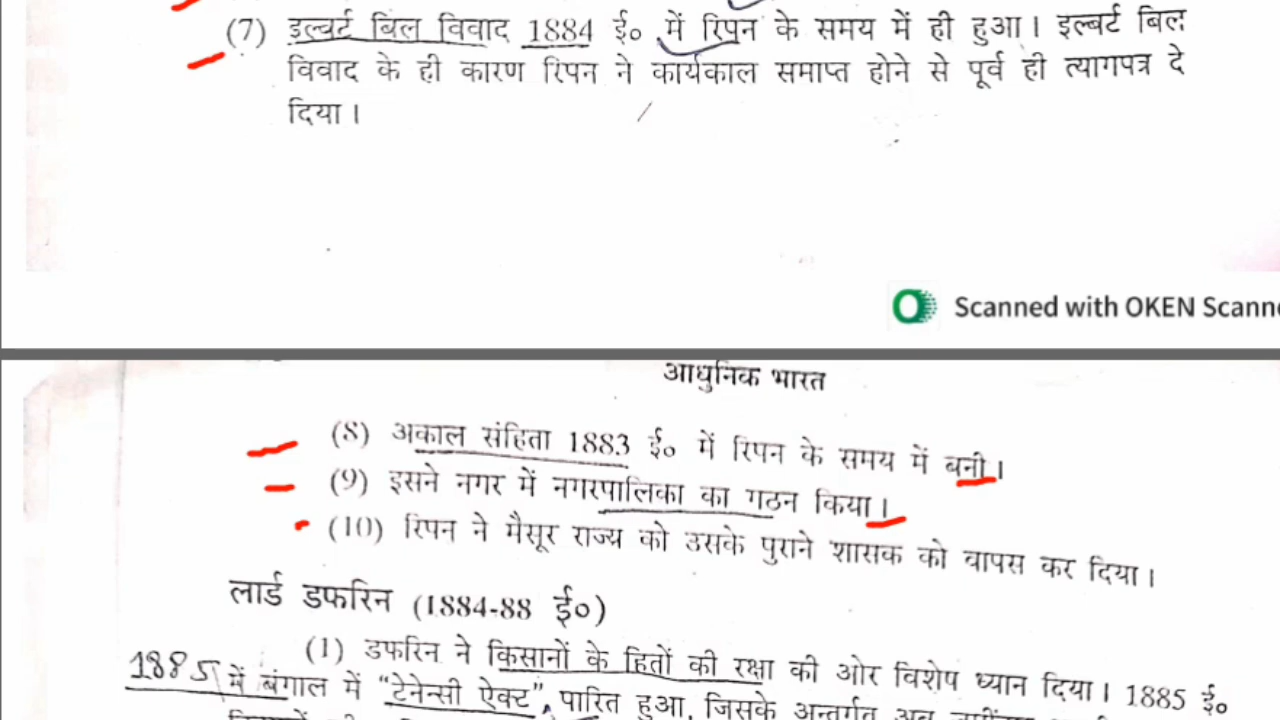 (7) इल्बर्ट बिल विवाद 1884 ई० में रिपन के समय में ही हुआ। इल्बर्ट बिल
विवाद के ही कारण रिपन ने कार्यकाल समाप्त होने से पूर्व ही त्यागपत्र दे
दिया।
Scanned with OKEN Scann
आधुनिक भारत
(8) अकाल संहिता 1883 ई० में रिपन के समय में बनी।
(9) इसने नगर में नगरपालिका का गठन किया।
(10) रिपन ने मैसूर राज्य को उसके पुराने शासक को वापस कर दिया।
लार्ड डफरिन (1884-88 ई०)
(1) डफरिन ने किसानों के हितों की रक्षा की ओर विशेष ध्यान दिया। 1885 ई०
1885 में बंगाल में “टेनेन्सी ऐक्ट” पारित हुआ, जिसके अन्तर्गत अब